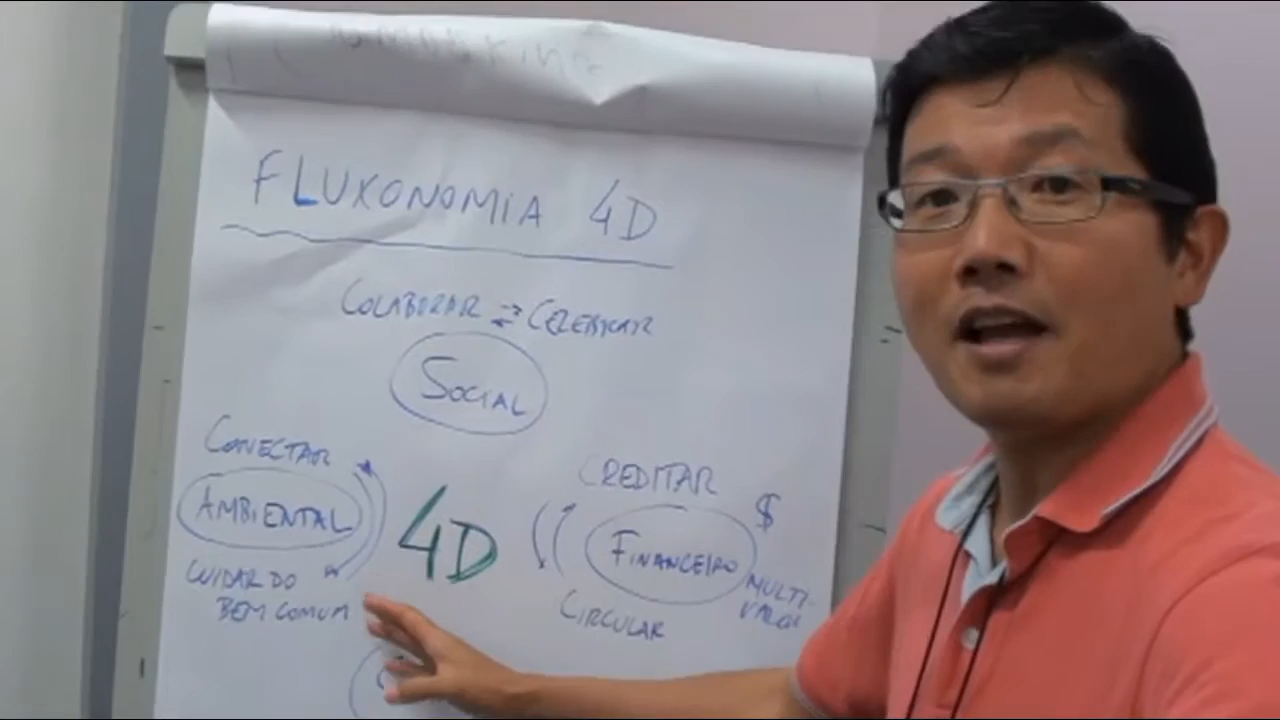 FLUXONOMIA 4D
COLABORAR ⇄ CELEBRAR
SOCIAL
CONECTAR
AMBIENTAL
CUIDAR DO
BEM COMUM
4D
CREDITAR
$
FINANCEIRO
MULTI-
VALOR
CIRCULAR